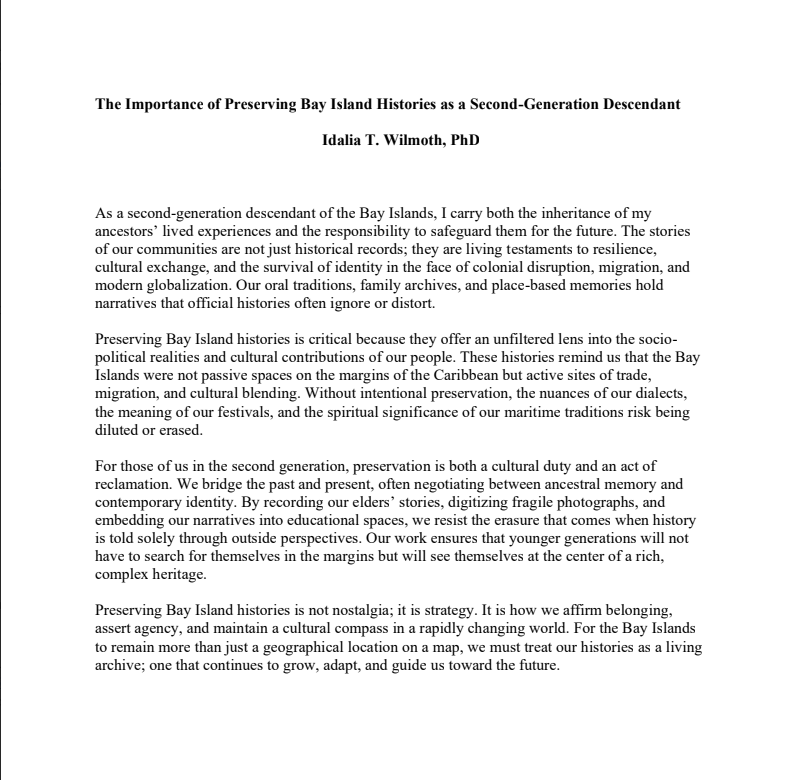 The Importance of Preserving Bay Island Histories as a Second-Generation Descendant
Idalia T. Wilmoth, PhD
As a second-generation descendant of the Bay Islands, I carry both the inheritance of my
ancestors’ lived experiences and the responsibility to safeguard them for the future. The stories
of our communities are not just historical records; they are living testaments to resilience,
cultural exchange, and the survival of identity in the face of colonial disruption, migration, and
modern globalization. Our oral traditions, family archives, and place-based memories hold
narratives that official histories often ignore or distort.
Preserving Bay Island histories is critical because they offer an unfiltered lens into the socio-
political realities and cultural contributions of our people. These histories remind us that the Bay
Islands were not passive spaces on the margins of the Caribbean but active sites of trade,
migration, and cultural blending. Without intentional preservation, the nuances of our dialects,
the meaning of our festivals, and the spiritual significance of our maritime traditions risk being
diluted or erased.
For those of us in the second generation, preservation is both a cultural duty and an act of
reclamation. We bridge the past and present, often negotiating between ancestral memory and
contemporary identity. By recording our elders’ stories, digitizing fragile photographs, and
embedding our narratives into educational spaces, we resist the erasure that comes when history
is told solely through outside perspectives. Our work ensures that younger generations will not
have to search for themselves in the margins but will see themselves at the center of a rich,
complex heritage.
Preserving Bay Island histories is not nostalgia; it is strategy. It is how we affirm belonging,
assert agency, and maintain a cultural compass in a rapidly changing world. For the Bay Islands
to remain more than just a geographical location on a map, we must treat our histories as a living
archive; one that continues to grow, adapt, and guide us toward the future.